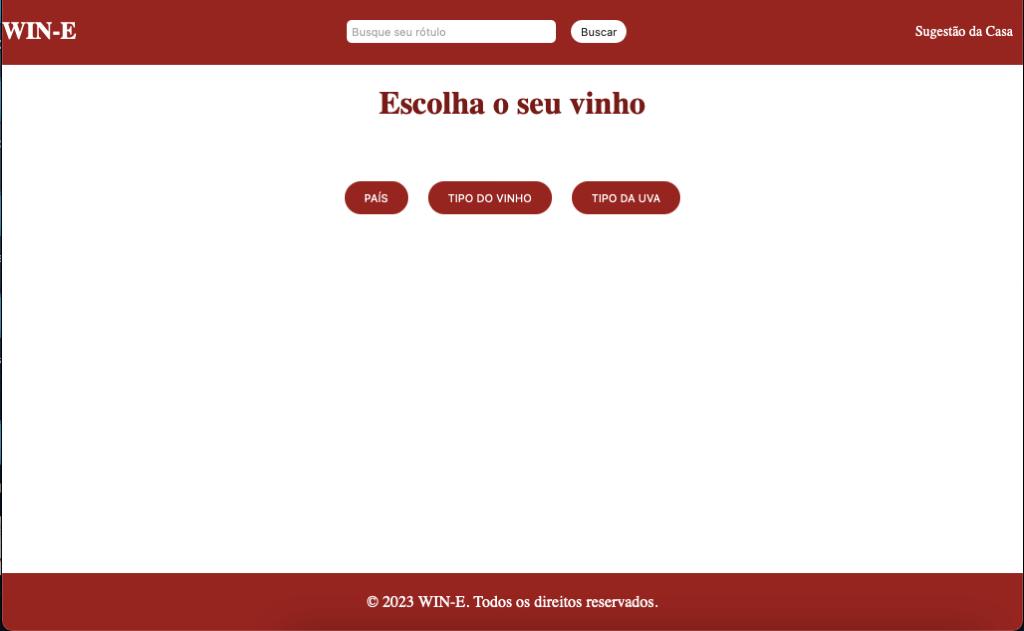 WIN-E
Busque seu rótulo
Buscar
Sugestão da Casa
Escolha o seu vinho
PAÍS
TIPO DO VINHO
TIPO DA UVA
© 2023 WIN-E. Todos os direitos reservados.